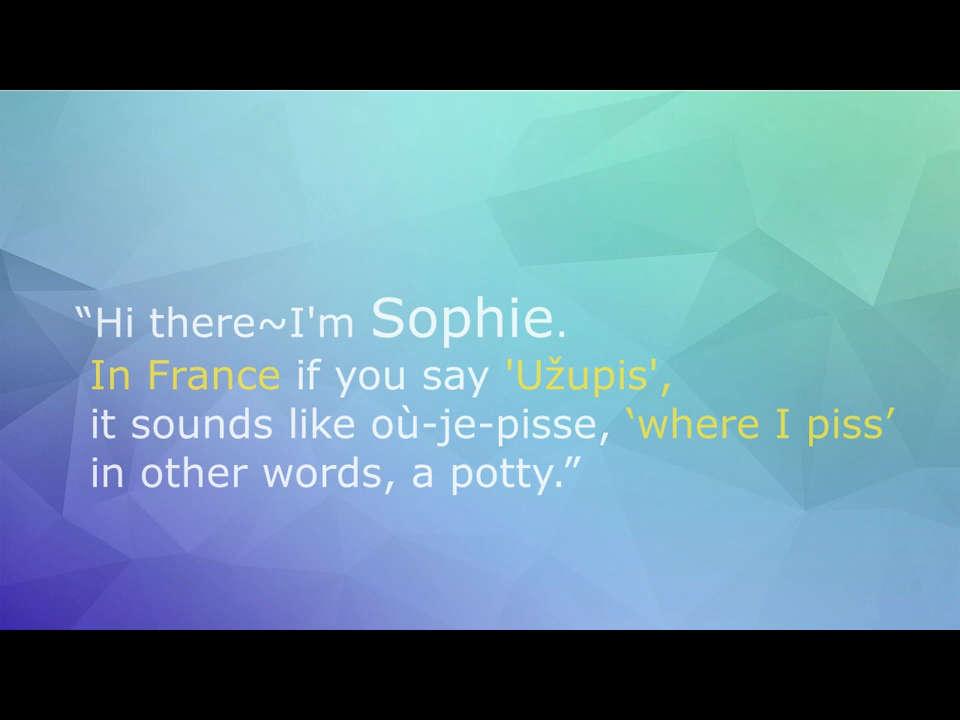 “Hi there~I'm Sophie.
In France if you say 'Užupis',
it sounds like où-je-pisse, ‘where I piss’
in other words, a potty.”